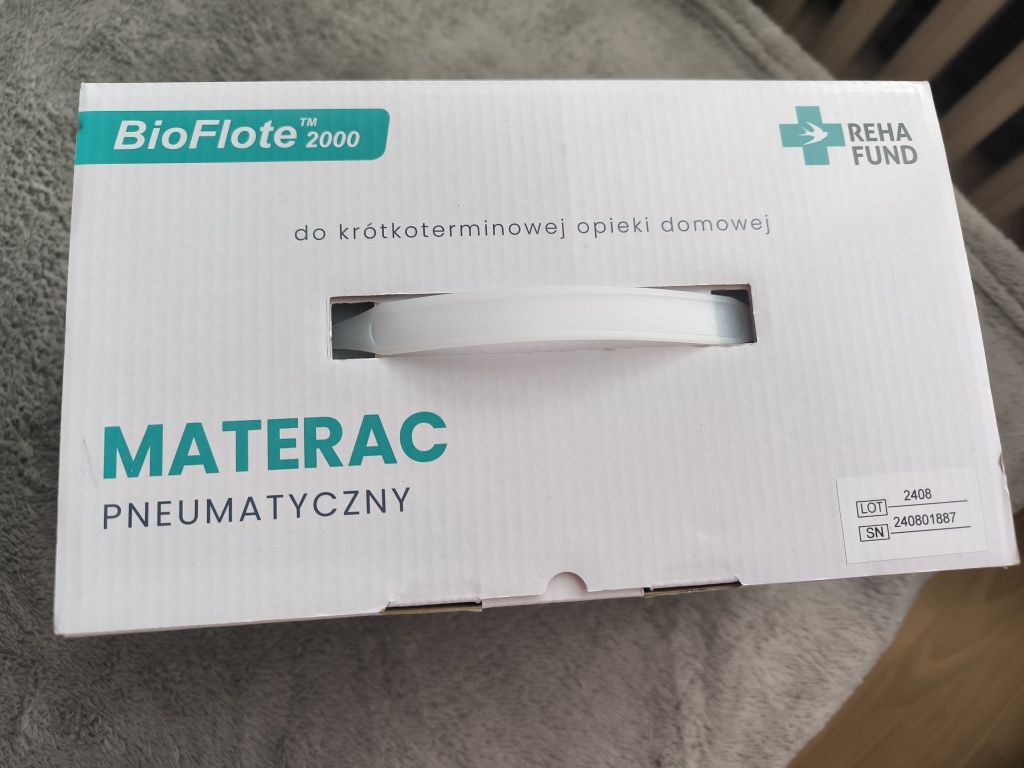 BioFlote™ 2000
REHA
FUND
do krótkoterminowej opieki domowej
MATERAC
PNEUMATYCZNY
LOT 2408
SN 240801887